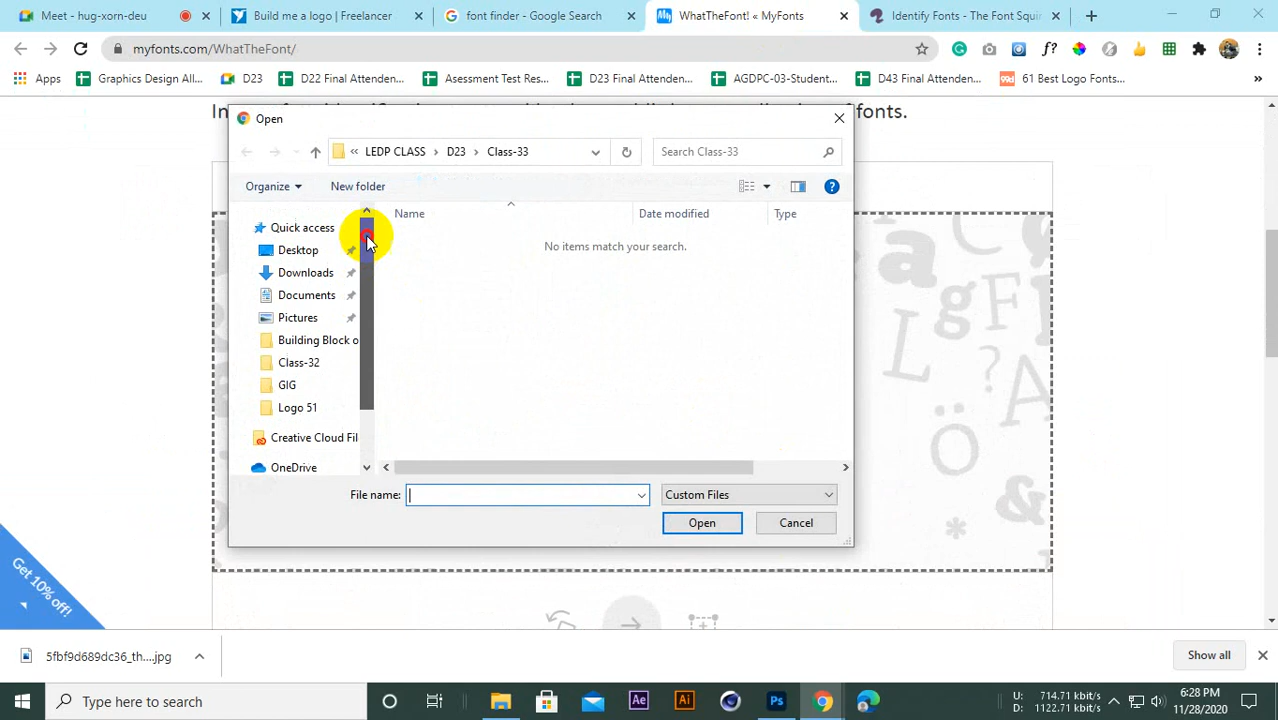 Meet - hug-xorn-deu
Build me a logo | Freelancer
font finder - Google Search
WhatTheFont! « MyFonts
Identify Fonts - The Font Squi
myfonts.com/WhatTheFont/
Apps
Graphics Design All...
D23
D22 Final Attenden...
Asessment Test Res...
D23 Final Attenden...
AGDPC-03-Student...
D43 Final Attenden...
61 Best Logo Fonts...
»
fonts.
Open
« LEDP CLASS › D23 › Class-33
Search Class-33
Organize
New folder
Name
Date modified
Type
No items match your search.
Quick access
Desktop
Downloads
Documents
Pictures
Building Block o
Class-32
GIG
Logo 51
Creative Cloud Fil
OneDrive
File name:
Custom Files
Open
Cancel
a C g F L ? A Ö & *
Get 10% off!
5fbf9d689dc36_th....jpg
Show all
Type here to search
U: 714.71 kbit/s
D: 1122.71 kbit/s
6:28 PM
11/28/2020